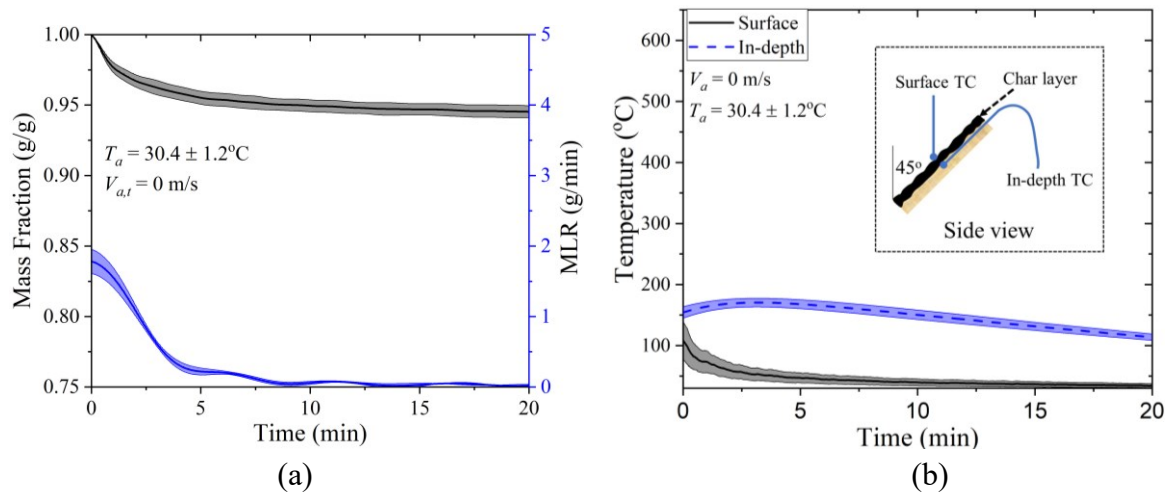 1.00
0.95
0.90
0.85
0.80
0.75
Mass Fraction (g/g)
T_a = 30.4 ± 1.2°C
V_{a,t} = 0 m/s
5
4
3
2
1
0
MLR (g/min)
0 5 10 15 20
Time (min)
(a)
Surface
In-depth
V_a = 0 m/s
T_a = 30.4 ± 1.2°C
600
500
400
300
200
100
Temperature (°C)
Surface TC
Char layer
45°
In-depth TC
Side view
0 5 10 15 20
Time (min)
(b)